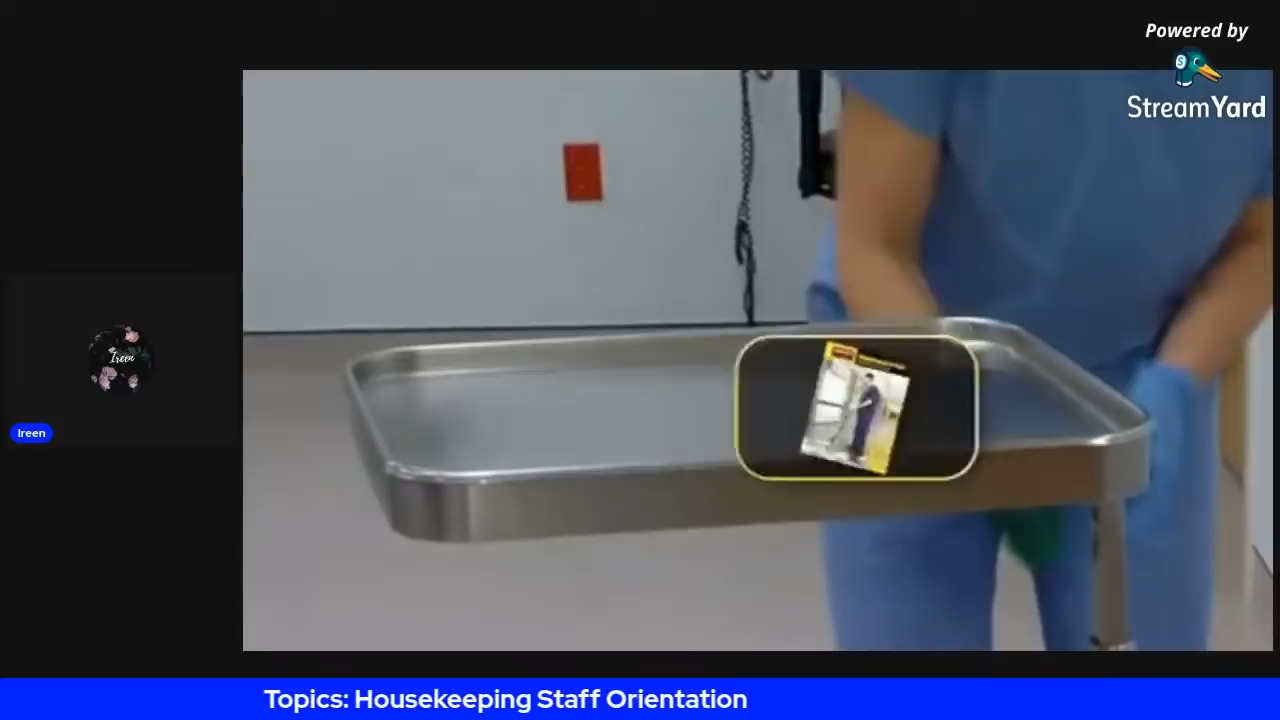 Powered by
StreamYard
Ireen
Ireen
Topics: Housekeeping Staff Orientation